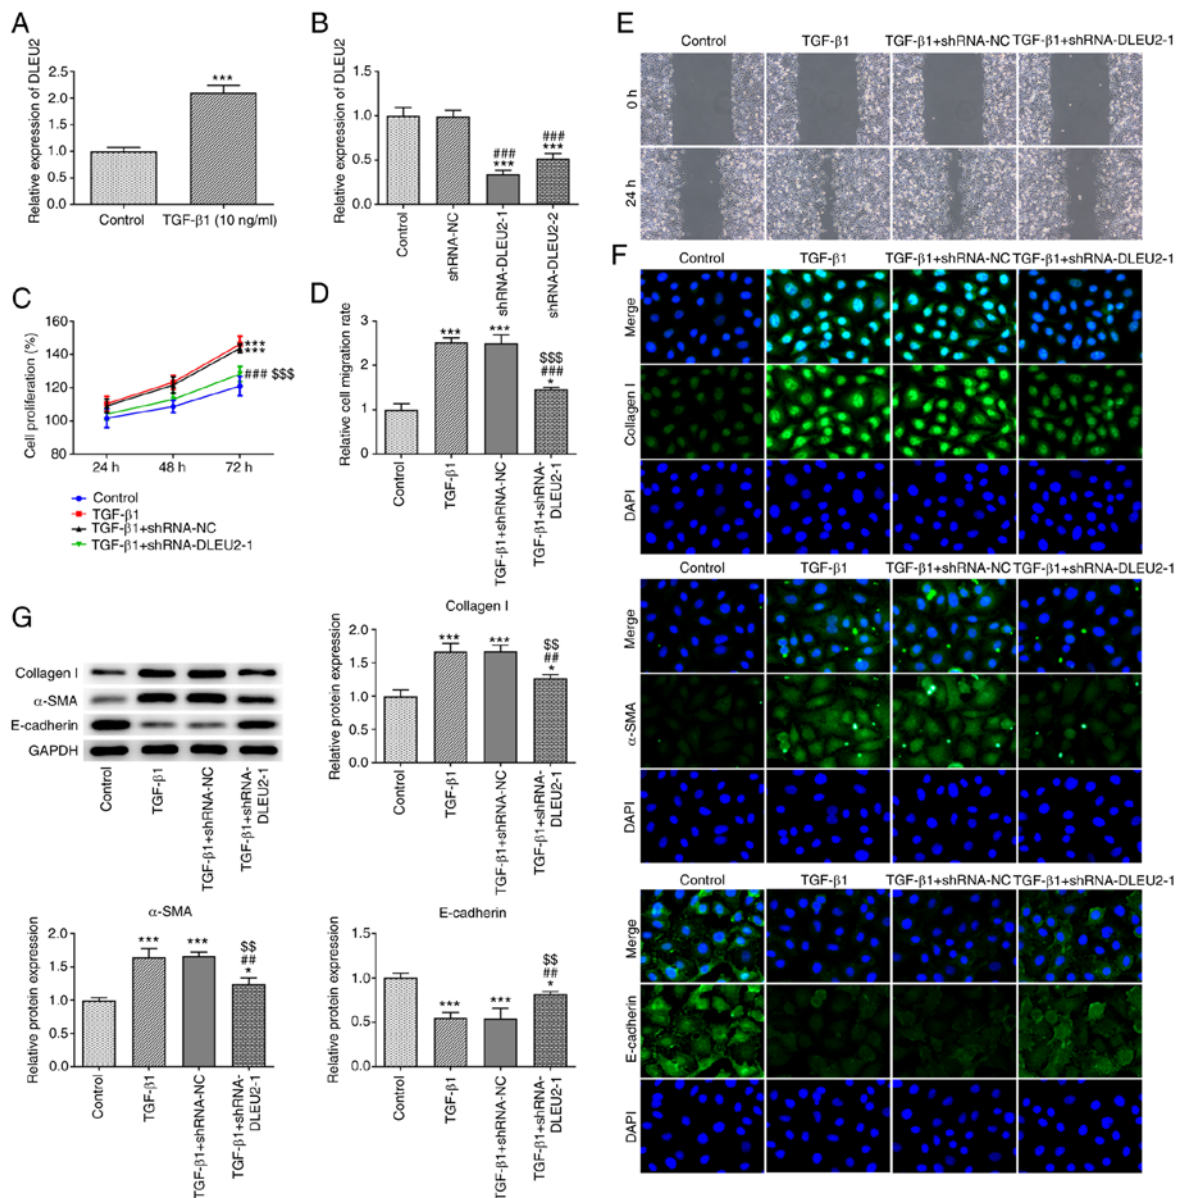 A
Relative expression of DLEU2
2.5
2.0
1.5
1.0
0.5
0.0
***
Control
TGF-β1 (10 ng/ml)
B
Relative expression of DLEU2
1.5
1.0
0.5
0.0
###
***
###
***
Control
shRNA-NC
shRNA-DLEU2-1
shRNA-DLEU2-2
C
Cell proliferation (%)
160
140
120
100
80
***
***
### $$$
24 h
48 h
72 h
Control
TGF-β1
TGF-β1+shRNA-NC
TGF-β1+shRNA-DLEU2-1
D
Relative cell migration rate
3
2
1
0
***
***
$$$
###
*
Control
TGF-β1
TGF-β1+shRNA-NC
TGF-β1+shRNA-
DLEU2-1
E
Control
TGF-β1
TGF-β1+shRNA-NC
TGF-β1+shRNA-DLEU2-1
0 h
24 h
F
Control
TGF-β1
TGF-β1+shRNA-NC
TGF-β1+shRNA-DLEU2-1
Merge
Collagen I
DAPI
Control
TGF-β1
TGF-β1+shRNA-NC
TGF-β1+shRNA-DLEU2-1
Merge
α-SMA
DAPI
Control
TGF-β1
TGF-β1+shRNA-NC
TGF-β1+shRNA-DLEU2-1
Merge
E-cadherin
DAPI
G
Collagen I
α-SMA
E-cadherin
GAPDH
Control
TGF-β1
TGF-β1+shRNA-NC
TGF-β1+shRNA-
DLEU2-1
Collagen I
Relative protein expression
2.0
1.5
1.0
0.5
0.0
***
***
$$
##
*
Control
TGF-β1
TGF-β1+shRNA-NC
TGF-β1+shRNA-
DLEU2-1
α-SMA
Relative protein expression
2.0
1.5
1.0
0.5
0.0
***
***
$$
##
*
Control
TGF-β1
TGF-β1+shRNA-NC
TGF-β1+shRNA-
DLEU2-1
E-cadherin
Relative protein expression
1.5
1.0
0.5
0.0
***
***
$$
##
*
Control
TGF-β1
TGF-β1+shRNA-NC
TGF-β1+shRNA-
DLEU2-1